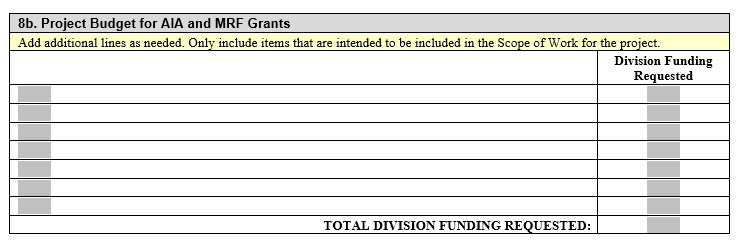 8b. Project Budget for AIA and MRF Grants
Add additional lines as needed. Only include items that are intended to be included in the Scope of Work for the project.
Division Funding
Requested
TOTAL DIVISION FUNDING REQUESTED: